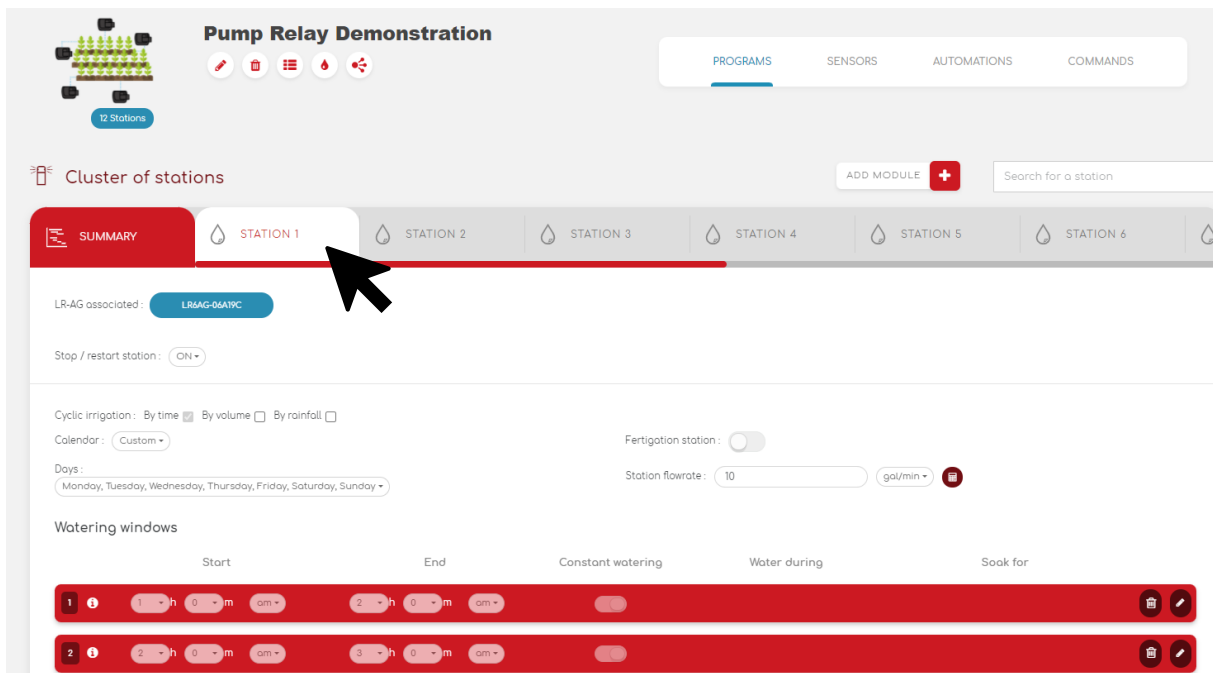 Pump Relay Demonstration
PROGRAMS SENSORS AUTOMATIONS COMMANDS
12 Stations
Cluster of stations
ADD MODULE +
Search for a station
SUMMARY STATION 1 STATION 2 STATION 3 STATION 4 STATION 5 STATION 6
LR-AG associated : LR6AG-06A19C
Stop / restart station : ON
Cyclic irrigation : By time By volume By rainfall
Calendar : Custom
Fertigation station :
Days :
Monday, Tuesday, Wednesday, Thursday, Friday, Saturday, Sunday
Station flowrate : 10 gal/min
Watering windows
Start End Constant watering Water during Soak for
1 1 h 0 m am 2 h 0 m am
2 2 h 0 m am 3 h 0 m am